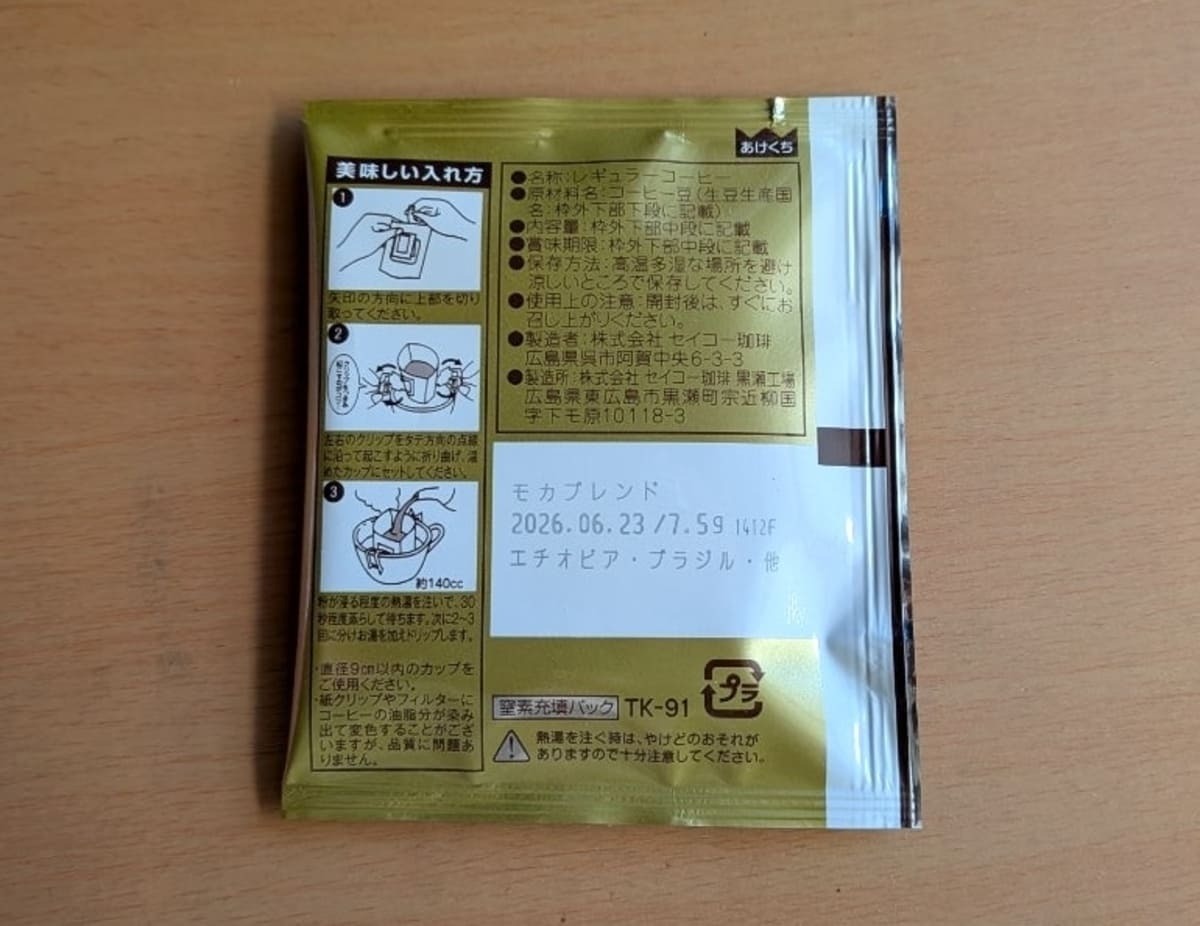 あけくち
美味しい入れ方
1
矢印の方向に上部を切り
取ってください。
2
左右のクリップをタテ方向の点線
に沿って起こすように折り曲げ、温
めたカップにセットしてください。
3
約140cc
粉が浸る程度の熱湯を注いで、30
秒程度蒸らして待ちます。次に2~3
回に分けお湯を加えドリップします。
・直径9cm以内のカップを
ご使用ください。
・紙クリップやフィルターに
コーヒーの油脂分が染み
出て変色することがござ
いますが、品質に問題あ
りません。
●名称:レギュラーコーヒー
●原材料名:コーヒー豆(生豆生産国
名:枠外下部下段に記載)
●内容量:枠外下部中段に記載
●賞味期限:枠外下部中段に記載
●保存方法:高温多湿な場所を避け
涼しいところで保存してください。
●使用上の注意:開封後は、すぐにお
召し上がりください。
●製造者:株式会社 セイコー珈琲
広島県呉市阿賀中央6-3-3
●製造所:株式会社 セイコー珈琲 黒瀬工場
広島県東広島市黒瀬町宗近柳国
字下モ原10118-3
モカブレンド
2026.06.23/7.5g 1412F
エチオピア・ブラジル・他
窒素充填パック TK-91
プラ
熱湯を注ぐ時は、やけどのおそれが
ありますので十分注意してください。